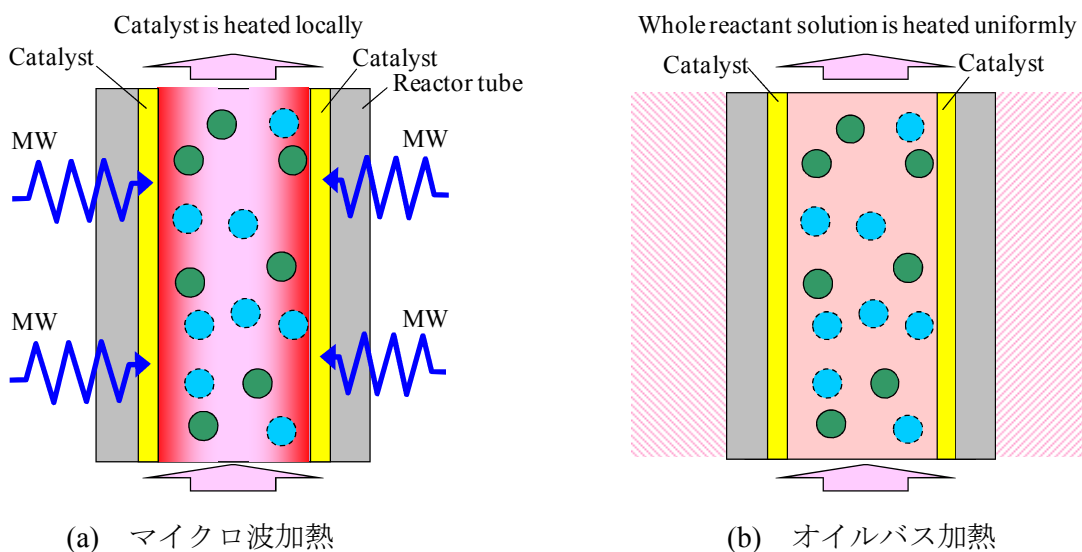 Catalyst is heated locally
Catalyst
Catalyst
Reactor tube
MW
MW
MW
MW
(a) マイクロ波加熱
Whole reactant solution is heated uniformly
Catalyst
Catalyst
(b) オイルバス加熱